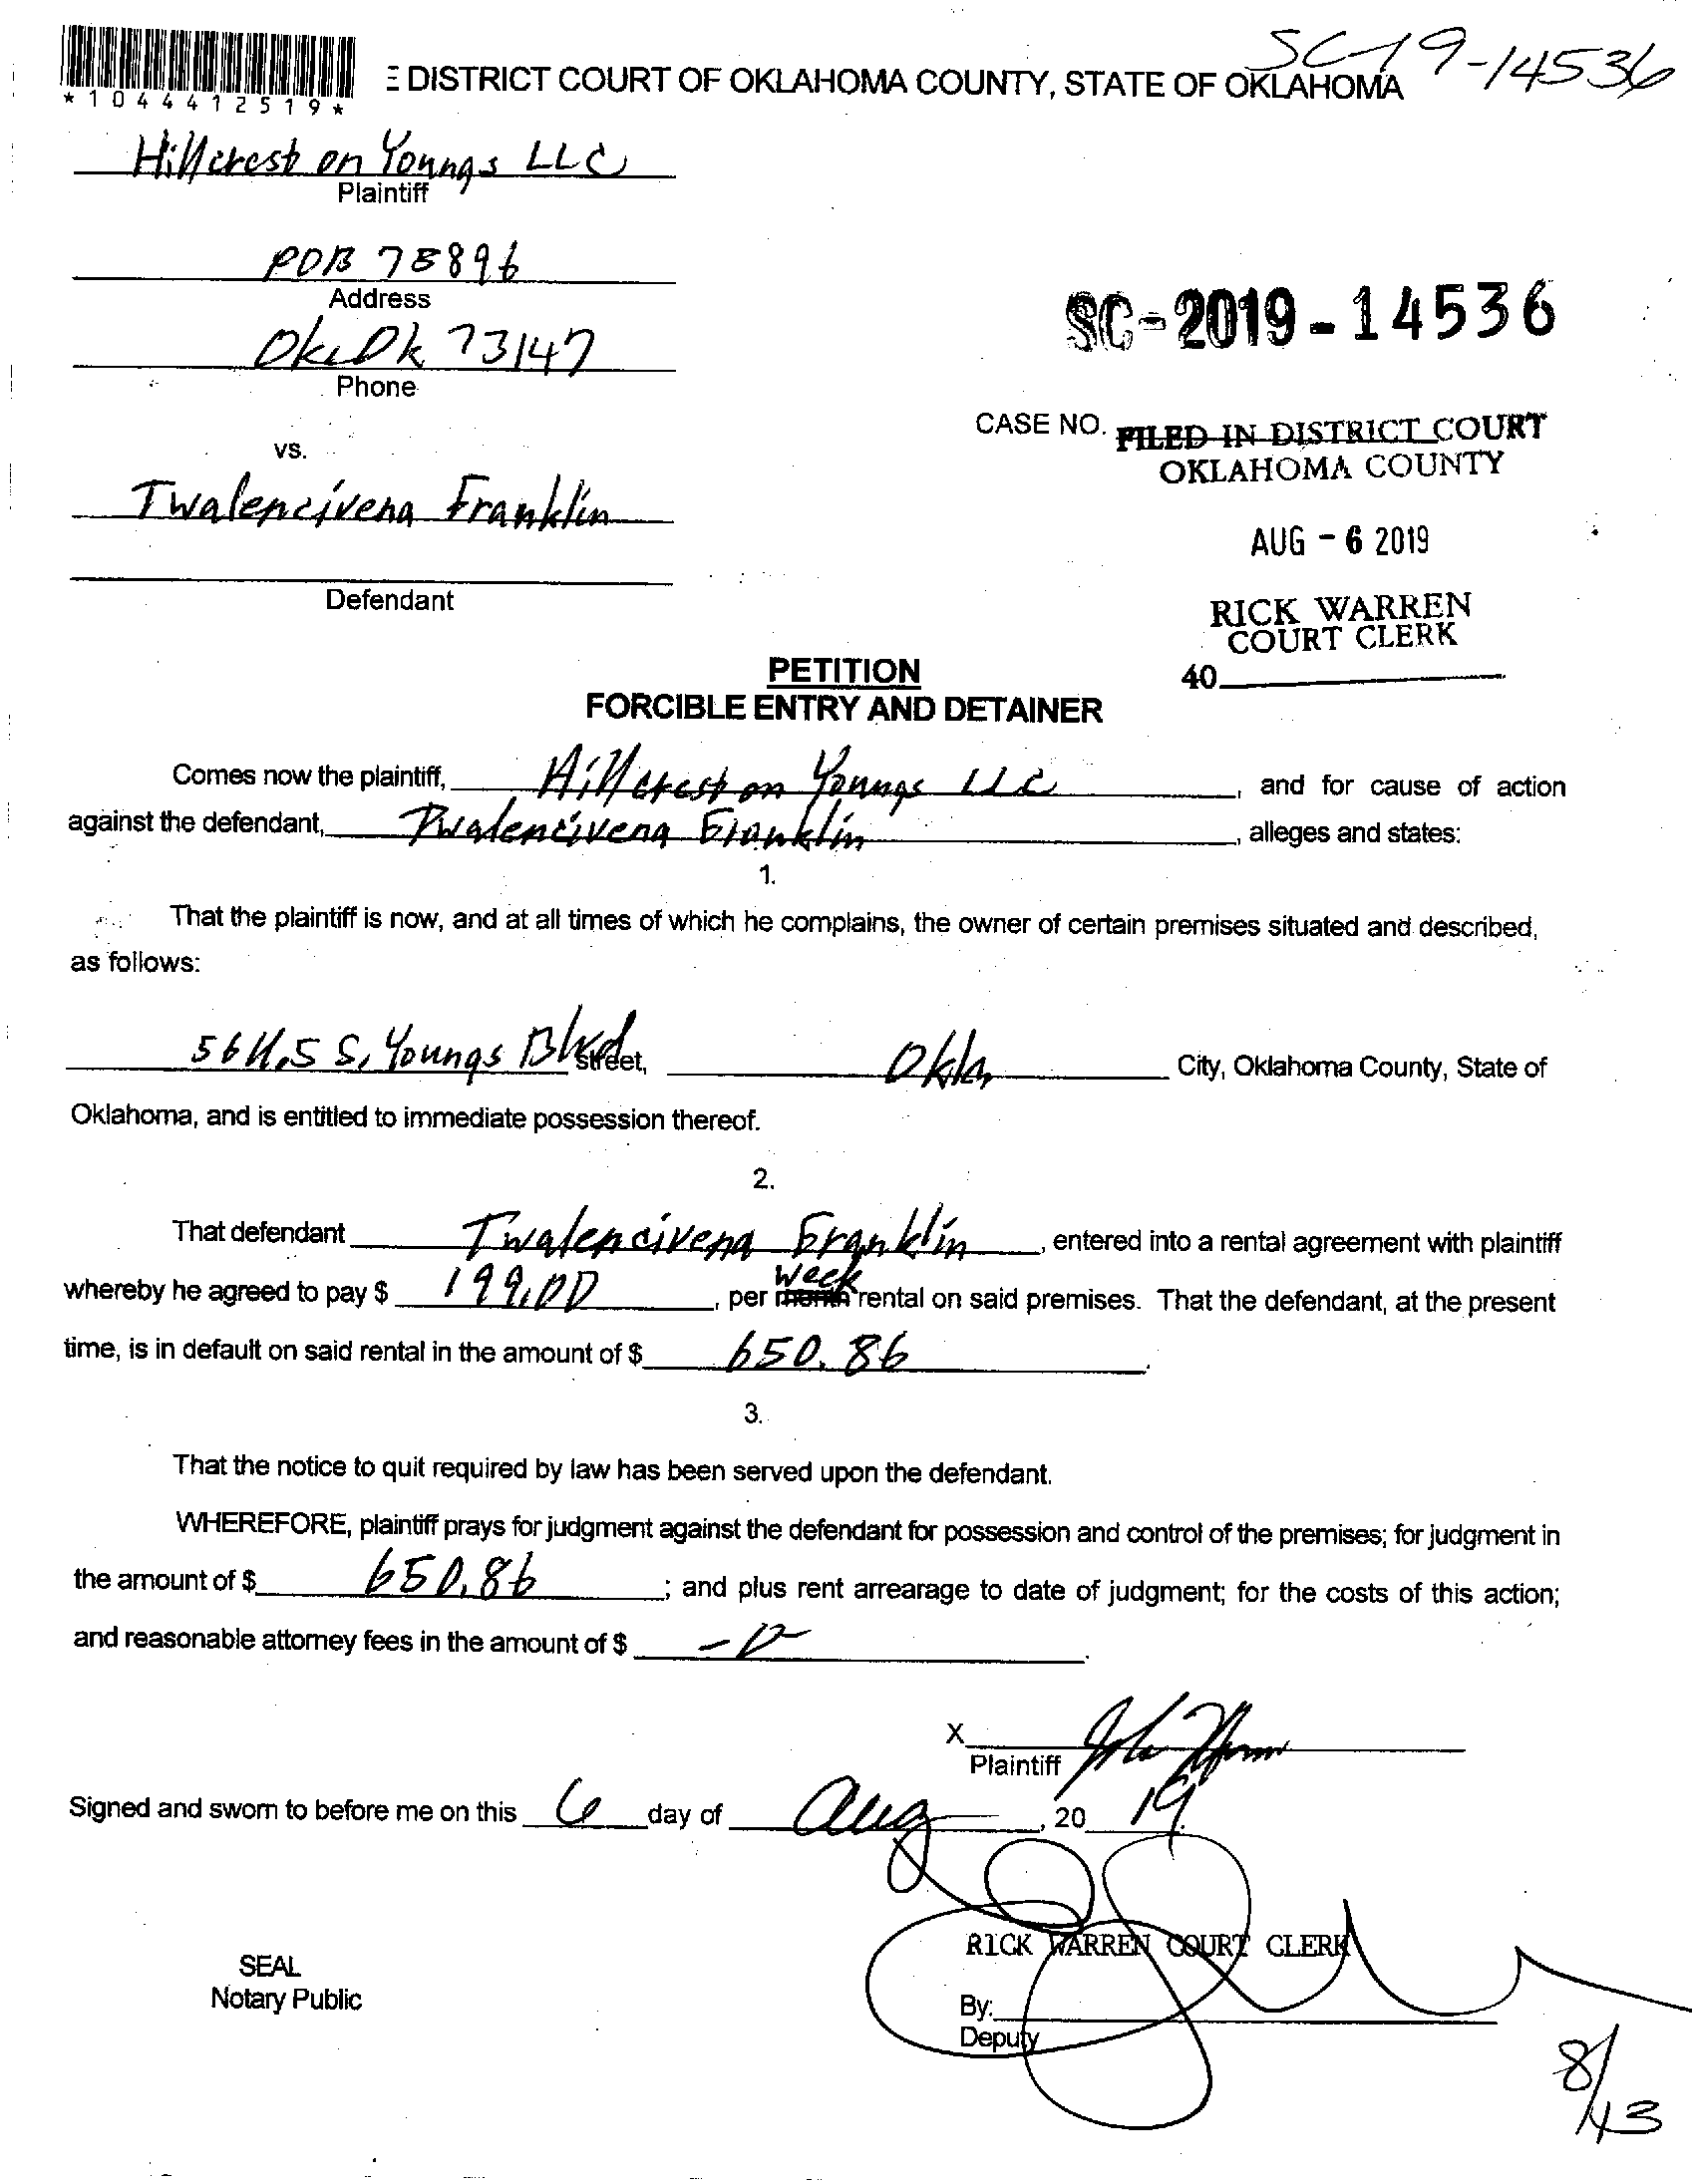 SC-19-14536
*1044412519*
E DISTRICT COURT OF OKLAHOMA COUNTY, STATE OF OKLAHOMA
Hillcrest on Youngs LLC
Plaintiff
POB 75896
Address
SC-2019-14536
Ok. Ok 73147
Phone
CASE NO. FILED IN DISTRICT COURT
OKLAHOMA COUNTY
vs.
Twalencivena Franklin
AUG - 6 2019
Defendant
RICK WARREN
COURT CLERK
40
PETITION
FORCIBLE ENTRY AND DETAINER
Comes now the plaintiff, Hillcrest on Youngs LLC, and for cause of action
against the defendant, Twalencivena Franklin, alleges and states:
1.
That the plaintiff is now, and at all times of which he complains, the owner of certain premises situated and described,
as follows:
S. Youngs Blvd street, Okla, City, Oklahoma County, State of
Oklahoma, and is entitled to immediate possession thereof.
2.
That defendant Twalencivena Franklin, entered into a rental agreement with plaintiff
whereby he agreed to pay $ 199.00, per month week rental on said premises. That the defendant, at the present
time, is in default on said rental in the amount of $ 650.86.
3.
That the notice to quit required by law has been served upon the defendant.
WHEREFORE, plaintiff prays for judgment against the defendant for possession and control of the premises; for judgment in
the amount of $ 650.86; and plus rent arrearage to date of judgment; for the costs of this action;
and reasonable attorney fees in the amount of $ -0-.
X
Plaintiff
Signed and sworn to before me on this 6 day of Aug, 20 19.
RICK WARREN COURT CLERK
SEAL
Notary Public
By:
Deputy
8/13